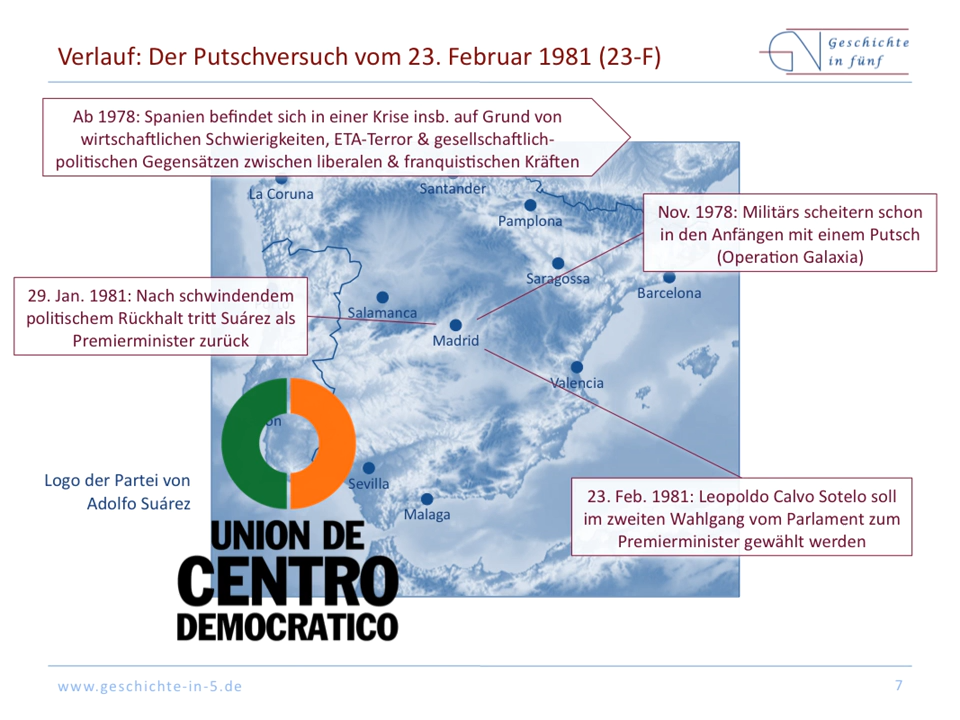 Verlauf: Der Putschversuch vom 23. Februar 1981 (23-F)
Geschichte
in fünf
Ab 1978: Spanien befindet sich in einer Krise insb. auf Grund von
wirtschaftlichen Schwierigkeiten, ETA-Terror & gesellschaftlich-
politischen Gegensätzen zwischen liberalen & franquistischen Kräften
La Coruna
Santander
Pamplona
Nov. 1978: Militärs scheitern schon
in den Anfängen mit einem Putsch
(Operation Galaxia)
Saragossa
Barcelona
29. Jan. 1981: Nach schwindendem
politischem Rückhalt tritt Suárez als
Premierminister zurück
Salamanca
Madrid
Valencia
Logo der Partei von
Adolfo Suárez
Sevilla
Malaga
23. Feb. 1981: Leopoldo Calvo Sotelo soll
im zweiten Wahlgang vom Parlament zum
Premierminister gewählt werden
UNION DE
CENTRO
DEMOCRATICO
www.geschichte-in-5.de
7